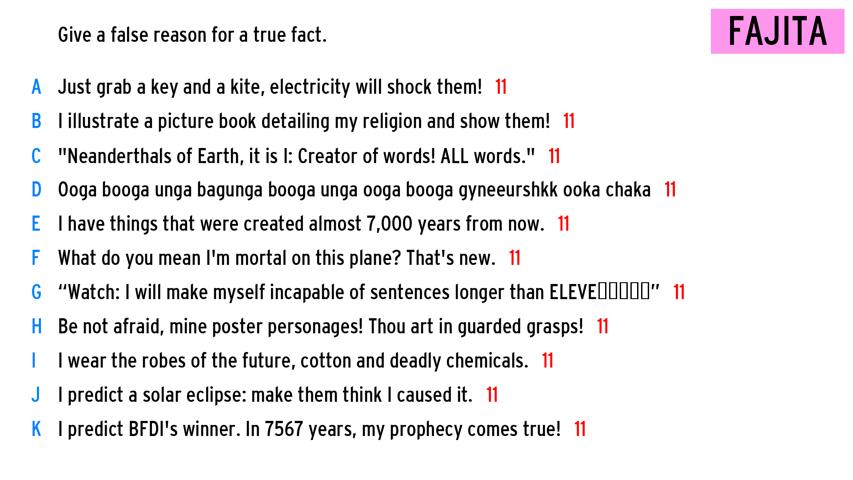 Give a false reason for a true fact.
FAJITA
A Just grab a key and a kite, electricity will shock them! 11
B I illustrate a picture book detailing my religion and show them! 11
C "Neanderthals of Earth, it is I: Creator of words! ALL words." 11
D Ooga booga unga bagunga booga unga ooga booga gyneeurshkk ooka chaka 11
E I have things that were created almost 7,000 years from now. 11
F What do you mean I'm mortal on this plane? That's new. 11
G “Watch: I will make myself incapable of sentences longer than ELEVE▯▯▯▯▯” 11
H Be not afraid, mine poster personages! Thou art in guarded grasps! 11
I I wear the robes of the future, cotton and deadly chemicals. 11
J I predict a solar eclipse: make them think I caused it. 11
K I predict BFDI's winner. In 7567 years, my prophecy comes true! 11